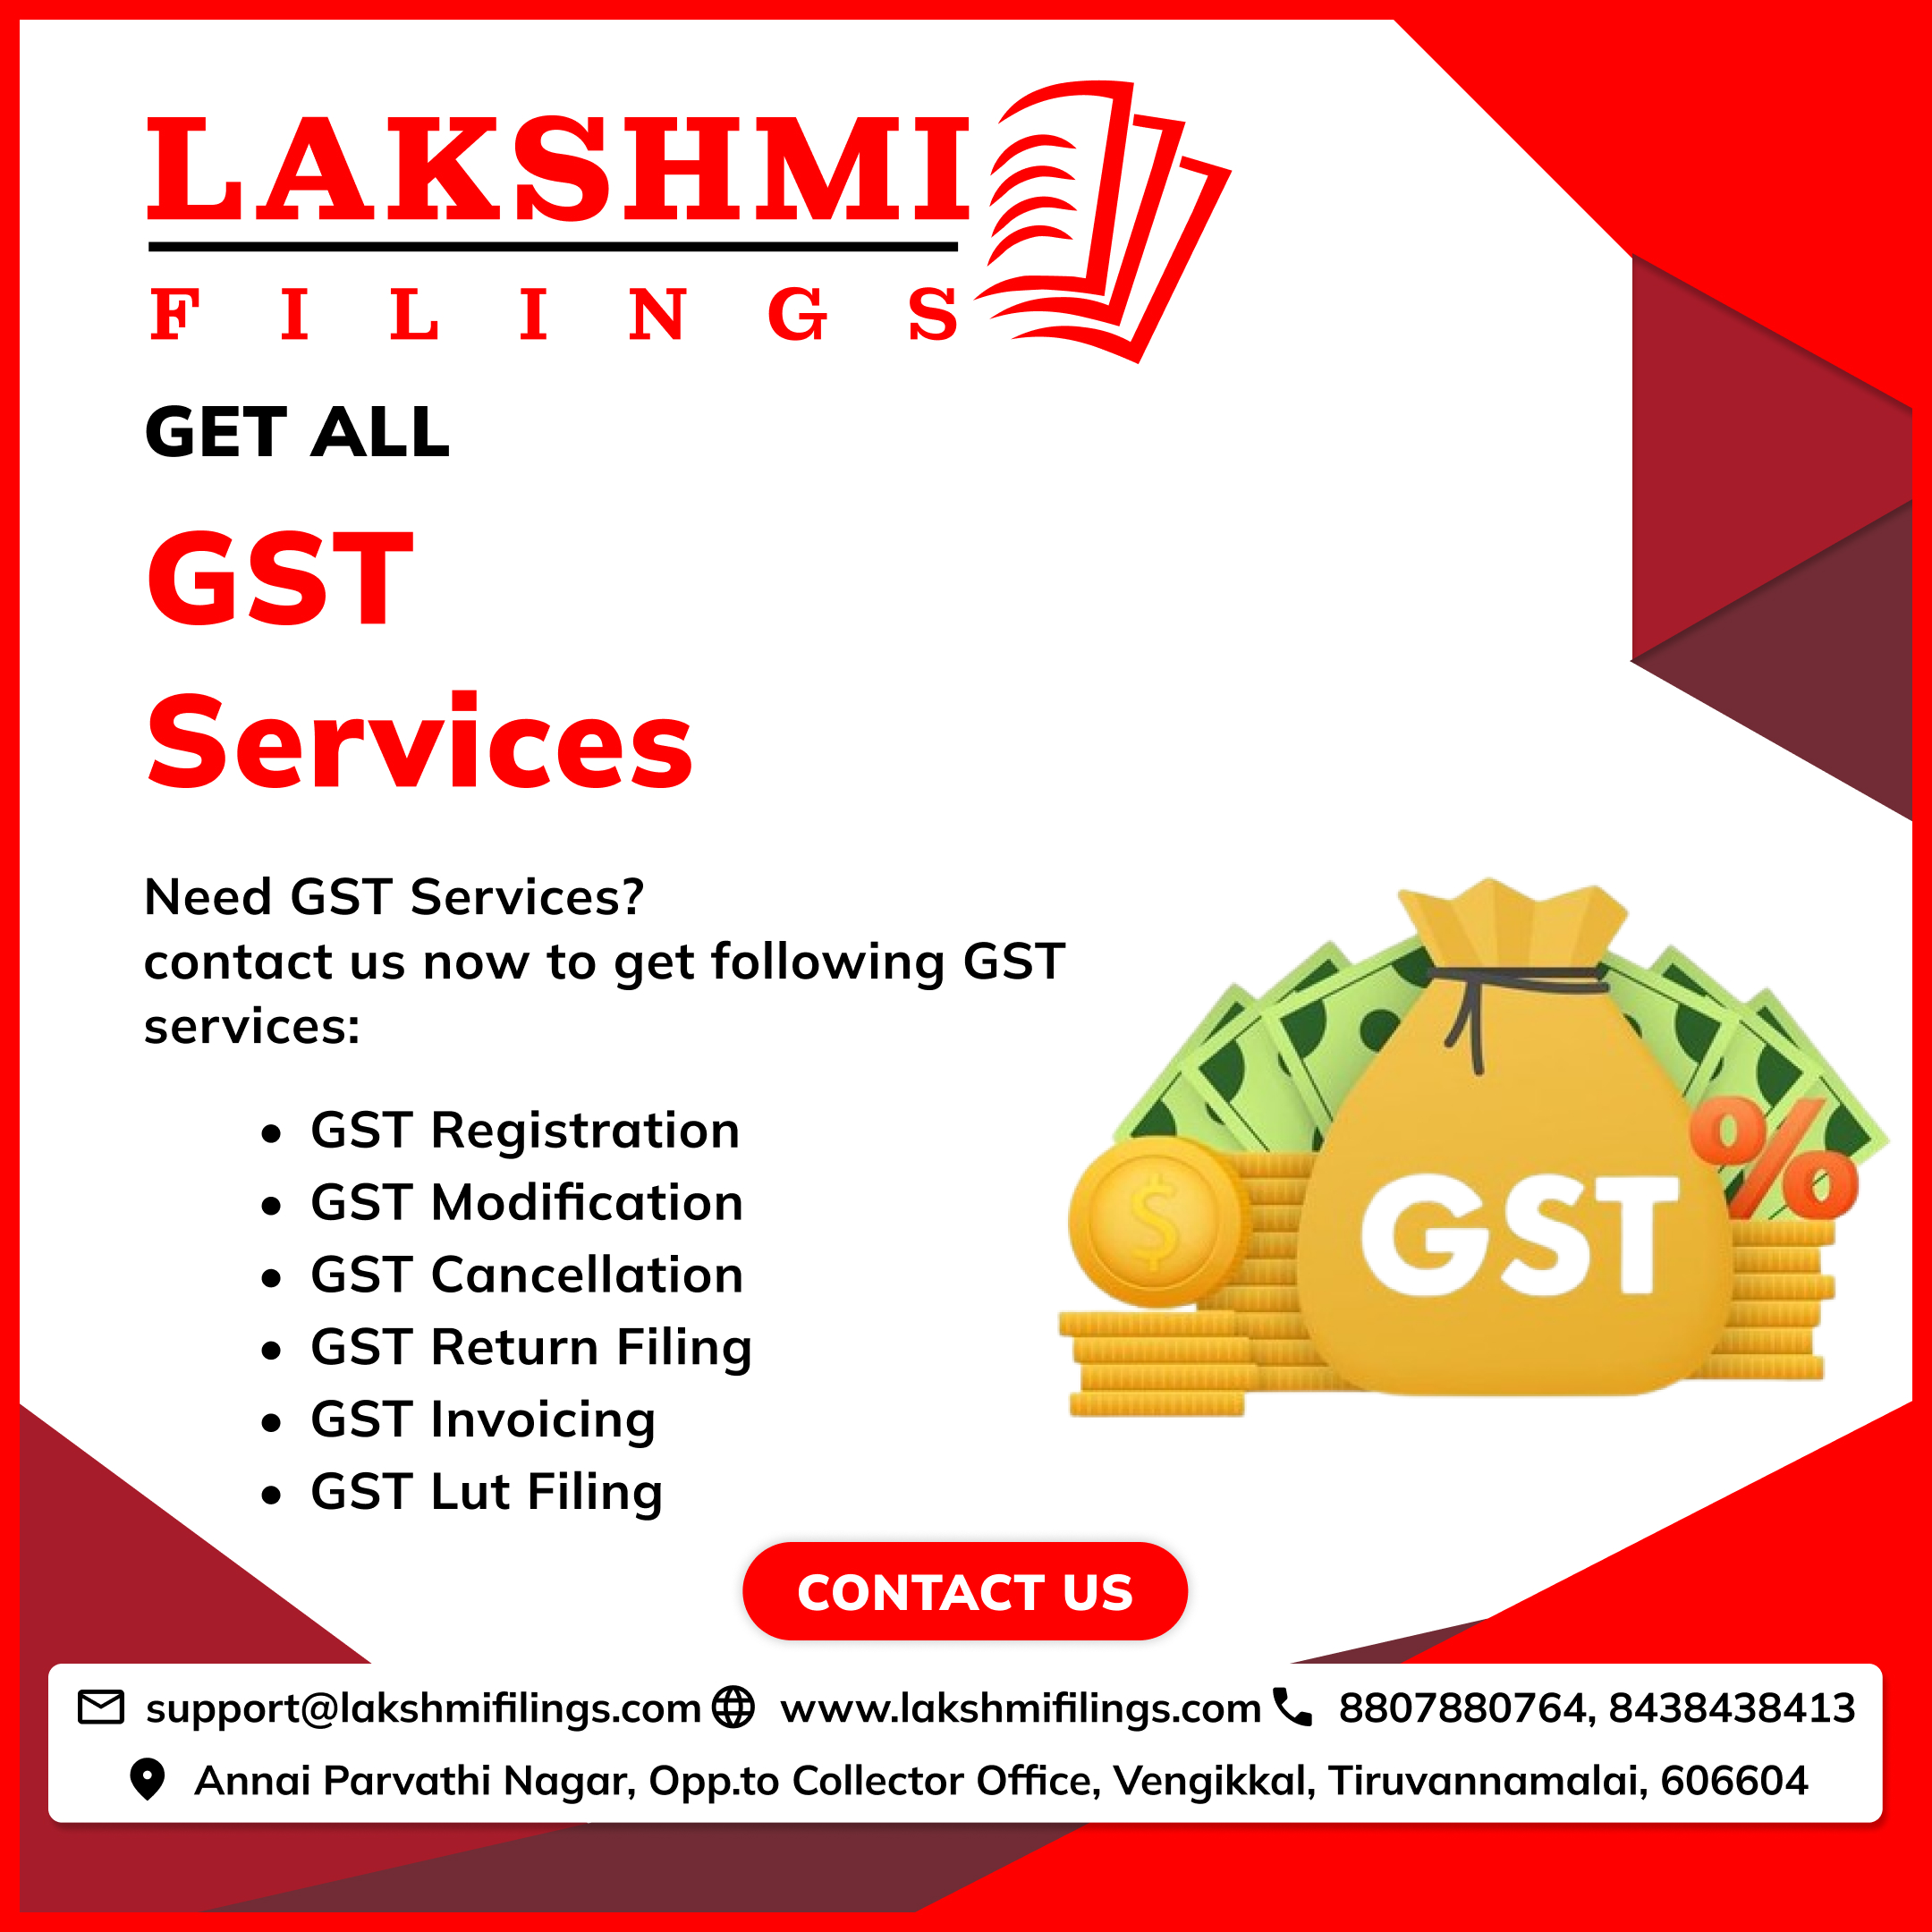 LAKSHMI
FILINGS
GET ALL
GST
Services
Need GST Services?
contact us now to get following GST
services:
• GST Registration
• GST Modification
• GST Cancellation
• GST Return Filing
• GST Invoicing
• GST Lut Filing
$
GST
%
CONTACT US
support@lakshmifilings.com www.lakshmifilings.com 8807880764, 8438438413
Annai Parvathi Nagar, Opp.to Collector Office, Vengikkal, Tiruvannamalai, 606604